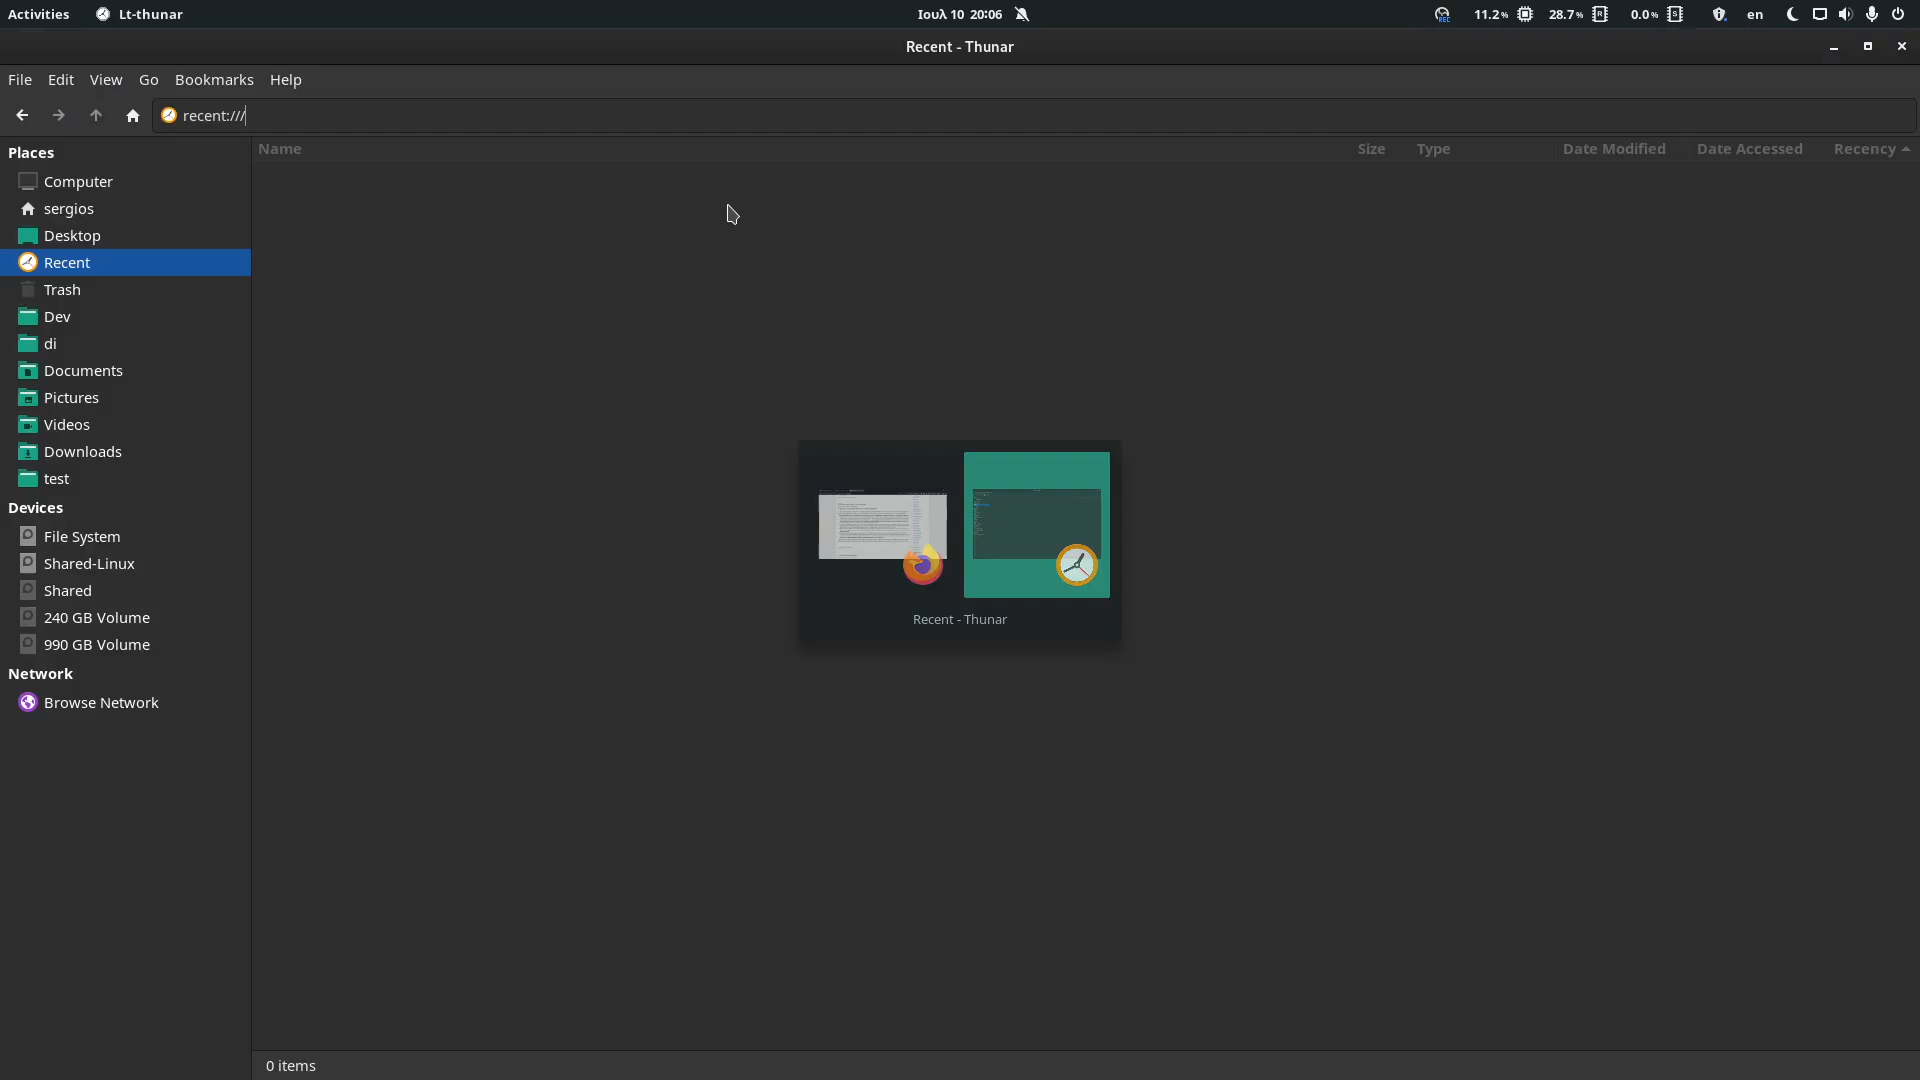 Activities Lt-thunar Ιουλ 10 20:06 REC 11.2% 28.7% R 0.0% S en
Recent - Thunar
File Edit View Go Bookmarks Help
recent:///
Places
Computer
sergios
Desktop
Recent
Trash
Dev
di
Documents
Pictures
Videos
Downloads
test
Devices
File System
Shared-Linux
Shared
240 GB Volume
990 GB Volume
Network
Browse Network
Name Size Type Date Modified Date Accessed Recency
Recent - Thunar
0 items